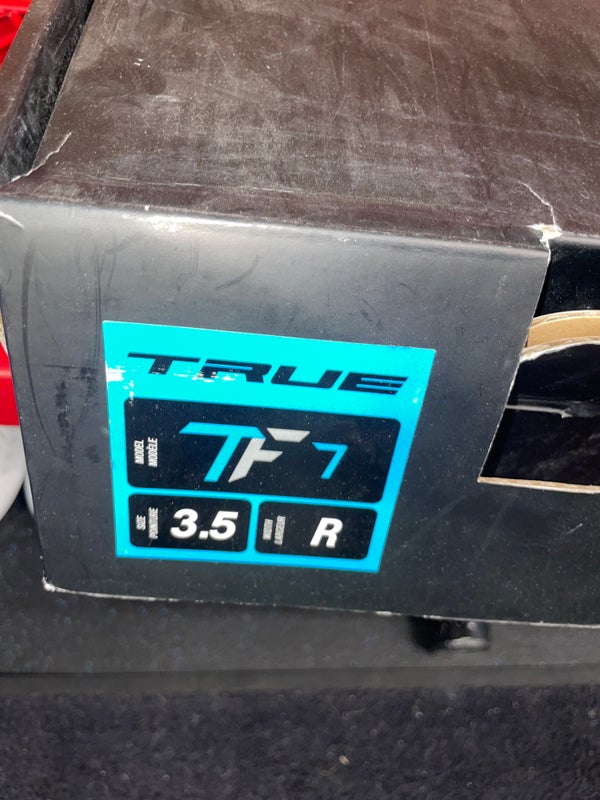 TRUE
MODEL
MODÈLE
TF7
SIZE
POINTURE
3.5
WIDTH
LARGEUR
R